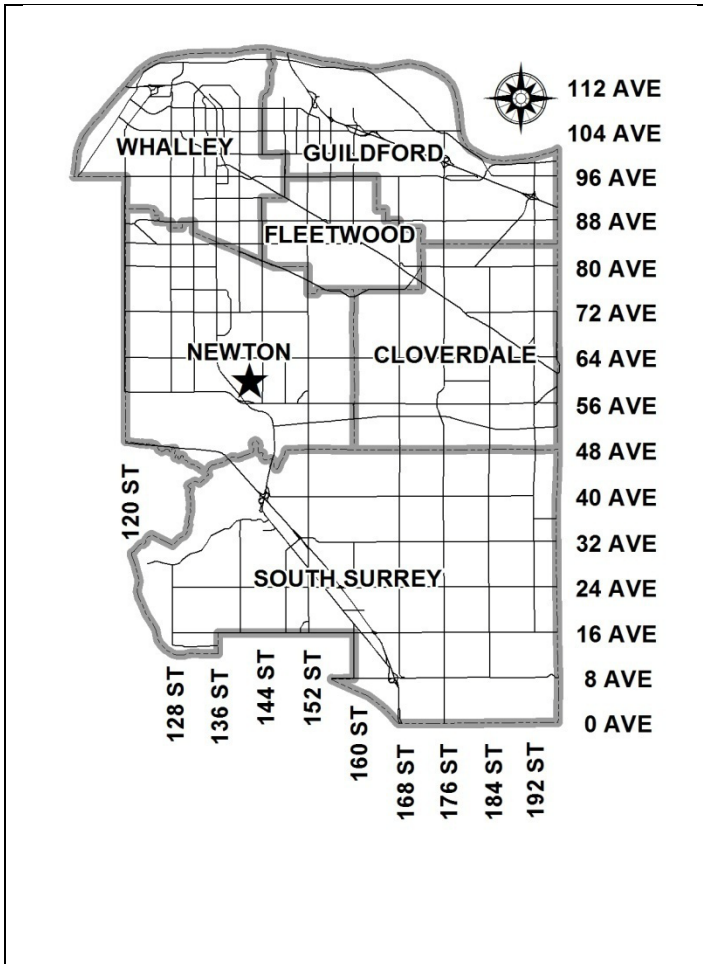 112 AVE
104 AVE
WHALLEY
GUILDFORD
96 AVE
88 AVE
FLEETWOOD
80 AVE
72 AVE
NEWTON
CLOVERDALE
64 AVE
56 AVE
48 AVE
120 ST
40 AVE
32 AVE
SOUTH SURREY
24 AVE
16 AVE
8 AVE
0 AVE
128 ST
136 ST
144 ST
152 ST
160 ST
168 ST
176 ST
184 ST
192 ST